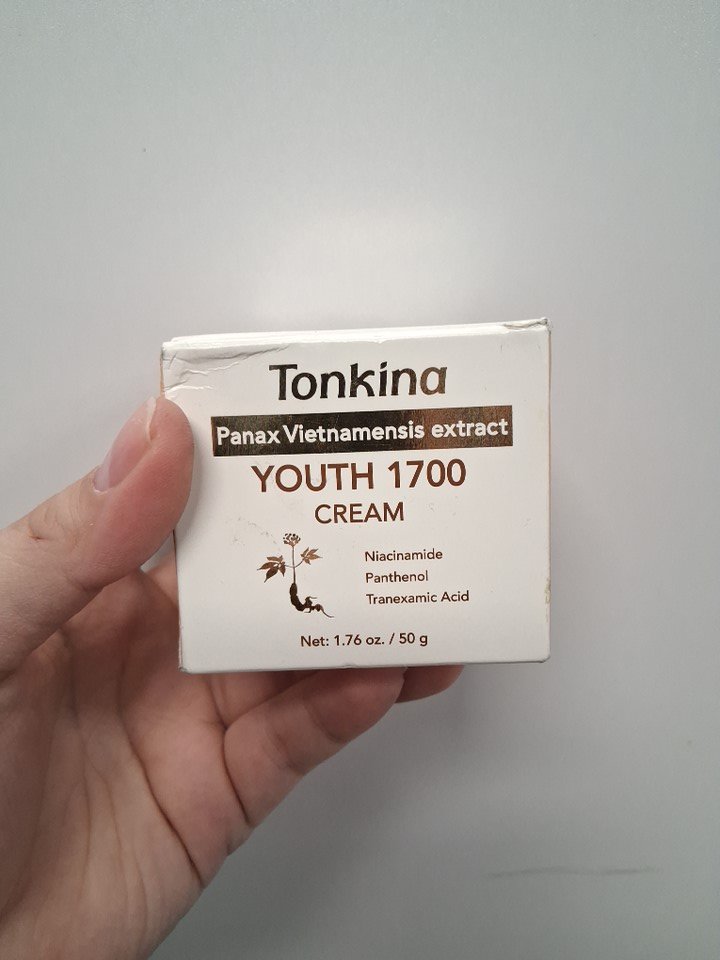 Tonkina
Panax Vietnamensis extract
YOUTH 1700
CREAM
Niacinamide
Panthenol
Tranexamic Acid
Net: 1.76 oz. / 50 g